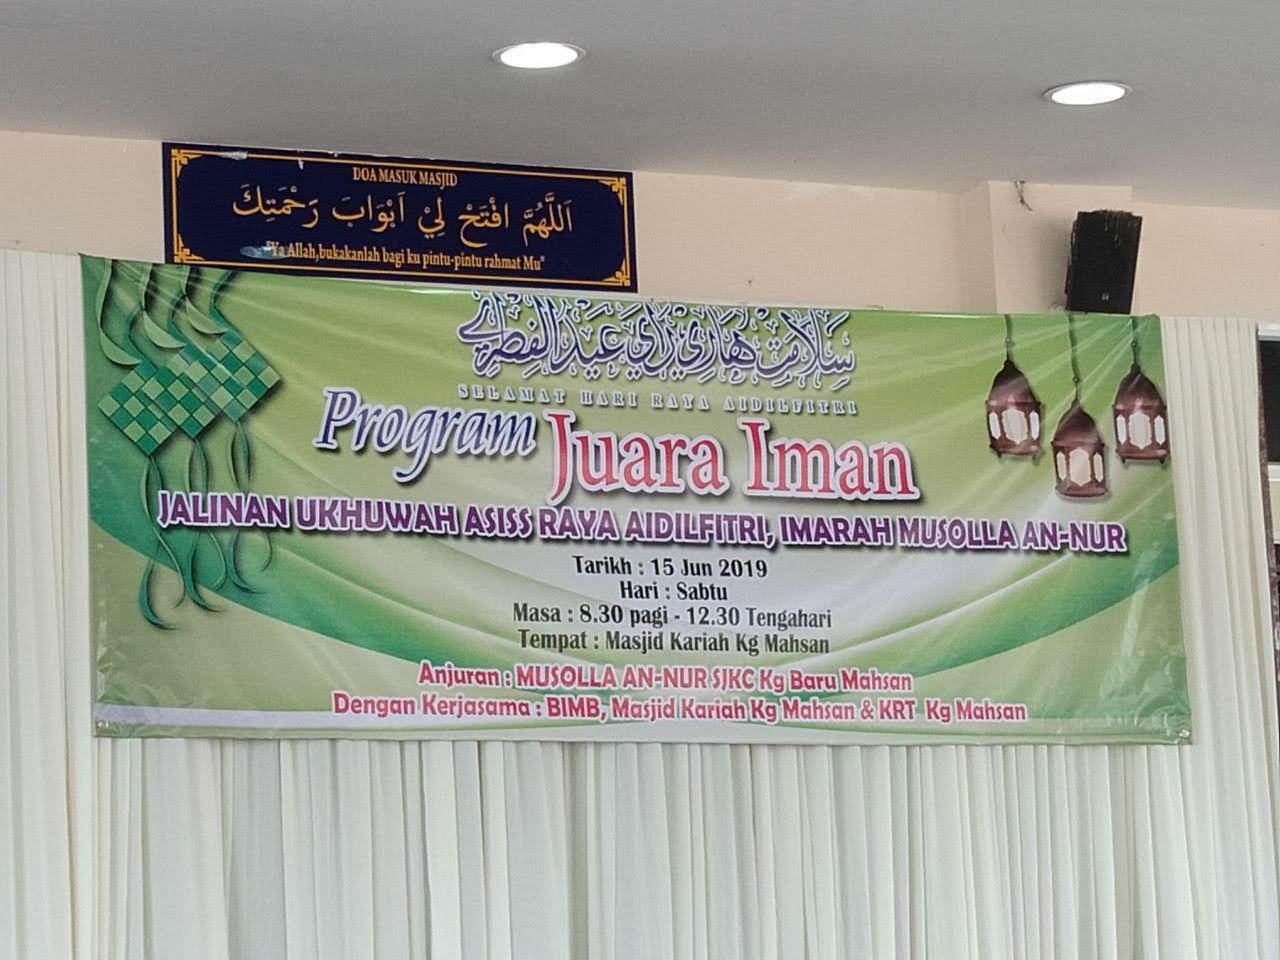 DOA MASUK MASJID
اَللَّهُمَّ افْتَحْ لِيْ اَبْوَابَ رَحْمَتِكَ
"Ya Allah,bukakanlah bagi ku pintu-pintu rahmat Mu"
سلامت هاري راي عيدالفطري
SELAMAT HARI RAYA AIDILFITRI
Program Juara Iman
JALINAN UKHUWAH ASISS RAYA AIDILFITRI, IMARAH MUSOLLA AN-NUR
Tarikh : 15 Jun 2019
Hari : Sabtu
Masa : 8.30 pagi - 12.30 Tengahari
Tempat : Masjid Kariah Kg Mahsan
Anjuran : MUSOLLA AN-NUR SJKC Kg Baru Mahsan
Dengan Kerjasama : BIMB, Masjid Kariah Kg Mahsan & KRT Kg Mahsan